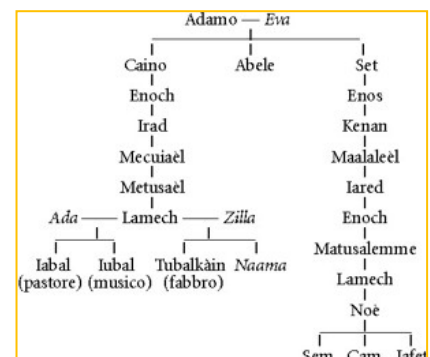 Adamo — Eva
Caino Abele Set
Enoch Enos
Irad Kenan
Mecuiaèl Maalaleèl
Metusaèl Iared
Ada — Lamech — Zilla Enoch
Matusalemme
Iabal Iubal Tubalkàin Naama
(pastore) (musico) (fabbro) Lamech
Noè
Sem Cam Iafet